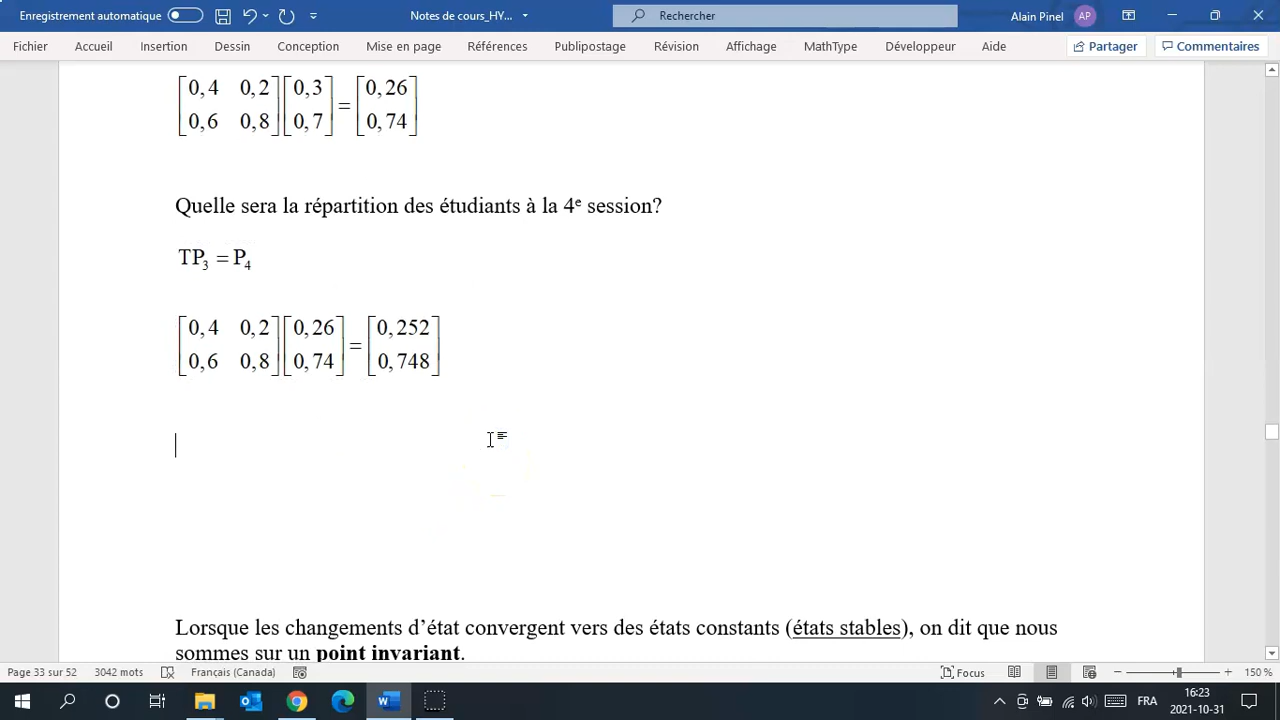 Enregistrement automatique
Notes de cours_HY...
Rechercher
Alain Pinel
AP
Fichier Accueil Insertion Dessin Conception Mise en page Références Publipostage Révision Affichage MathType Développeur Aide Partager Commentaires
0,4 0,2 0,3 = 0,26
0,6 0,8 0,7 0,74
Quelle sera la répartition des étudiants à la 4e session?
TP3 = P4
0,4 0,2 0,26 = 0,252
0,6 0,8 0,74 0,748
Lorsque les changements d'état convergent vers des états constants (états stables), on dit que nous
sommes sur un point invariant.
Page 33 sur 52 3042 mots Français (Canada) Focus 150 %
FRA
16:23
2021-10-31